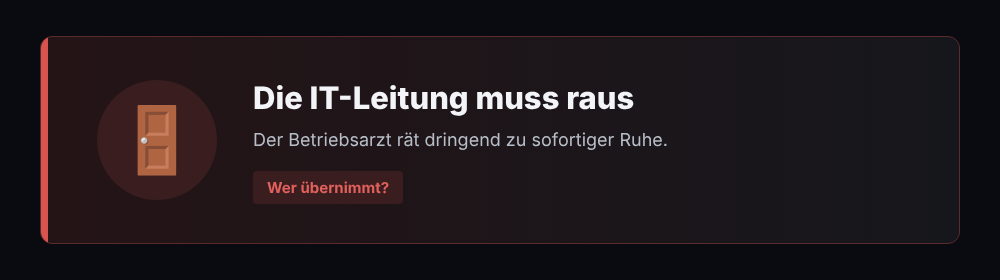 Die IT-Leitung muss raus
Der Betriebsarzt rät dringend zu sofortiger Ruhe.
Wer übernimmt?